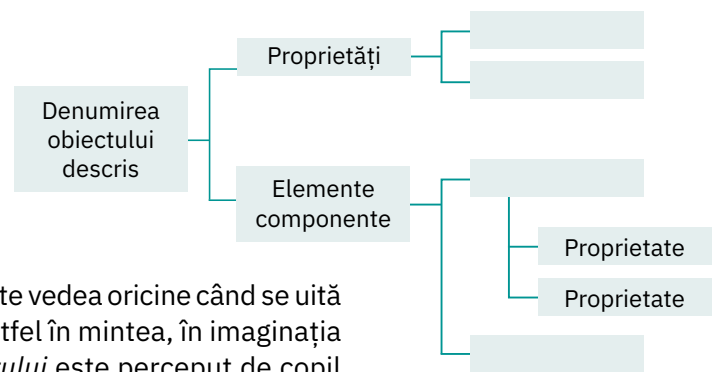 Proprietăți
Denumirea
obiectului
descris
Elemente
componente
Proprietate
Proprietate
te vedea oricine când se uită
tfel în mintea, în imaginația
este perceput de copil